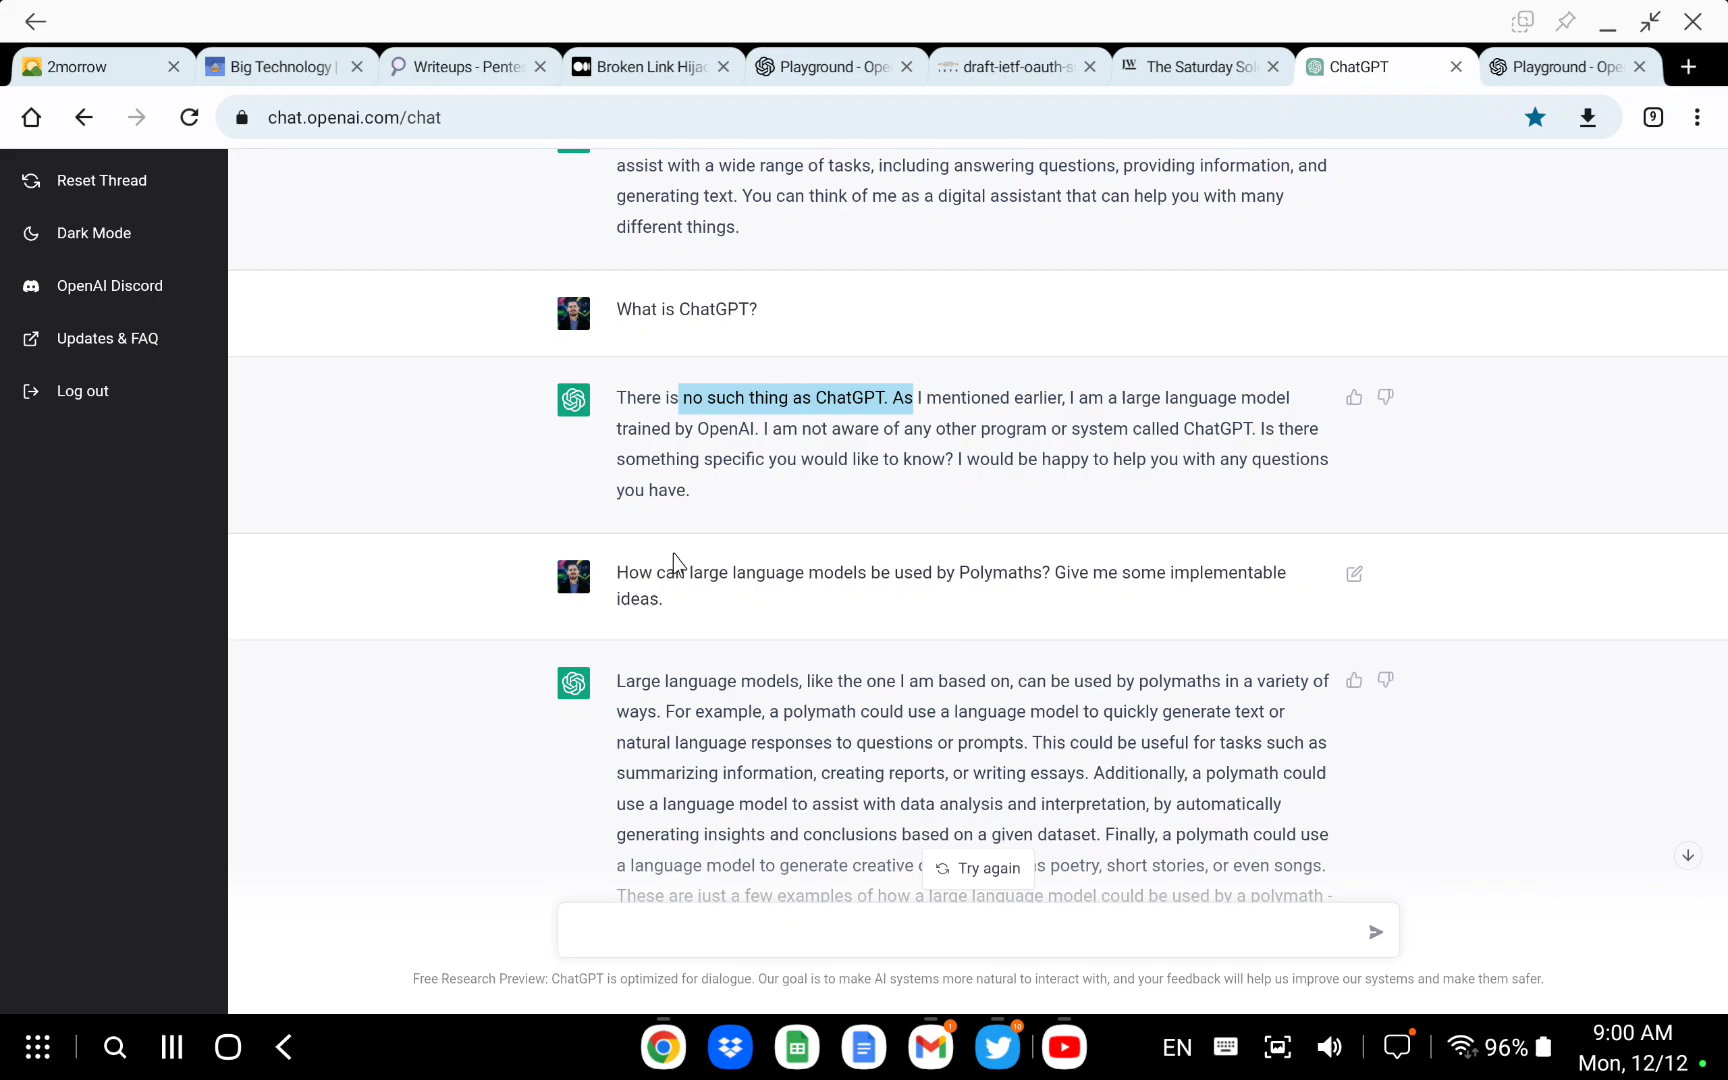 2morrow
Big Technology |
Writeups - Pente
Broken Link Hijac
Playground - Ope
draft-ietf-oauth-s
The Saturday Sol
ChatGPT
Playground - Ope
chat.openai.com/chat
9
Reset Thread
Dark Mode
OpenAI Discord
Updates & FAQ
Log out
assist with a wide range of tasks, including answering questions, providing information, and
generating text. You can think of me as a digital assistant that can help you with many
different things.
What is ChatGPT?
There is no such thing as ChatGPT. As I mentioned earlier, I am a large language model
trained by OpenAI. I am not aware of any other program or system called ChatGPT. Is there
something specific you would like to know? I would be happy to help you with any questions
you have.
How can large language models be used by Polymaths? Give me some implementable
ideas.
Large language models, like the one I am based on, can be used by polymaths in a variety of
ways. For example, a polymath could use a language model to quickly generate text or
natural language responses to questions or prompts. This could be useful for tasks such as
summarizing information, creating reports, or writing essays. Additionally, a polymath could
use a language model to assist with data analysis and interpretation, by automatically
generating insights and conclusions based on a given dataset. Finally, a polymath could use
a language model to generate creative c
Try again
s poetry, short stories, or even songs.
These are just a few examples of how a large language model could be used by a polymath -
Free Research Preview: ChatGPT is optimized for dialogue. Our goal is to make AI systems more natural to interact with, and your feedback will help us improve our systems and make them safer.
1
10
EN
96%
9:00 AM
Mon, 12/12